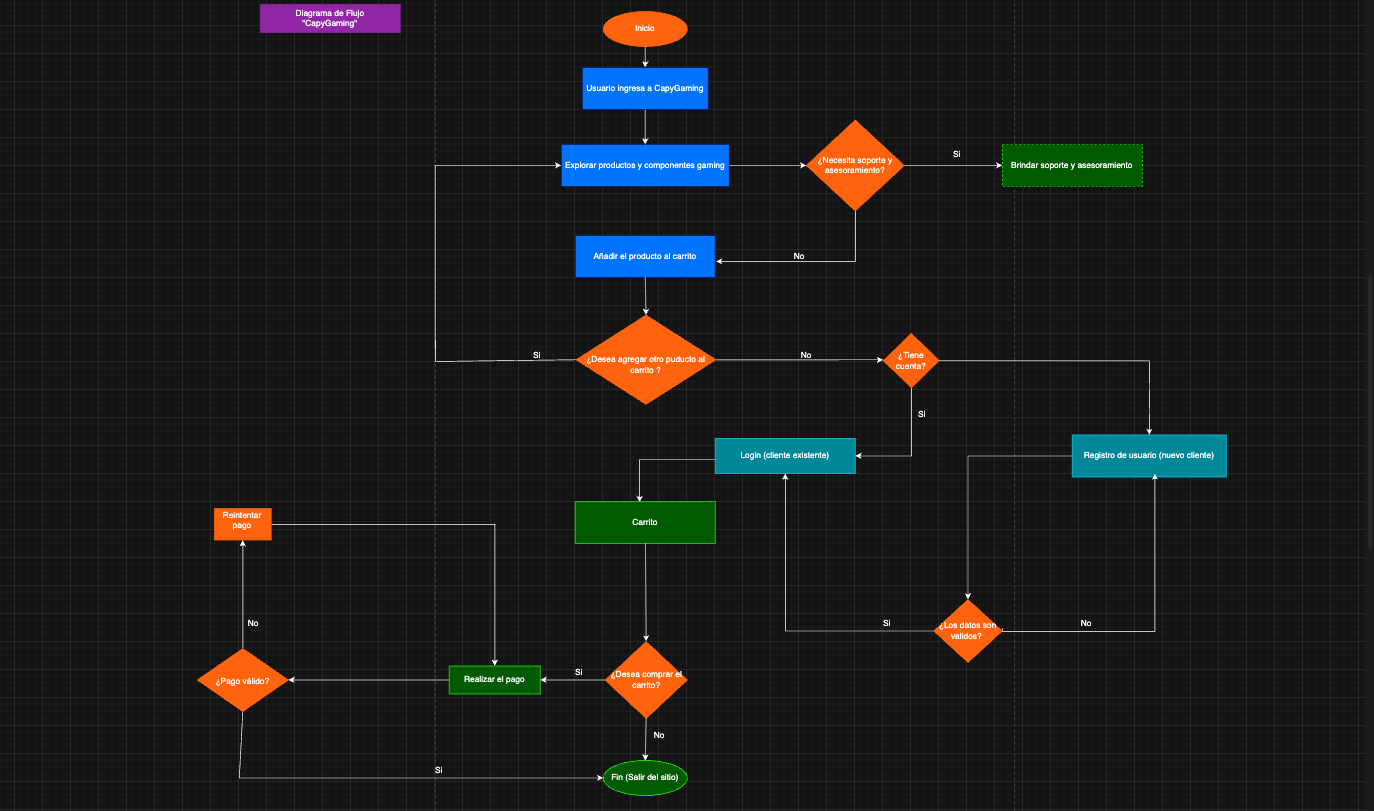 Diagrama de Flujo
"CapyGaming"
Inicio
Usuario ingresa a CapyGaming
Explorar productos y componentes gaming
¿Necesita soporte y
asesoramiento?
Si
Brindar soporte y asesoramiento
No
Añadir el producto al carrito
¿Desea agregar otro puducto al
carrito ?
Si
No
¿Tiene
cuenta?
Si
Login (cliente existente)
Registro de usuario (nuevo cliente)
Carrito
Reintentar
pago
No
¿Los datos son
validos?
Si
No
¿Desea comprar el
carrito?
Si
Realizar el pago
¿Pago válido?
No
Si
Fin (Salir del sitio)